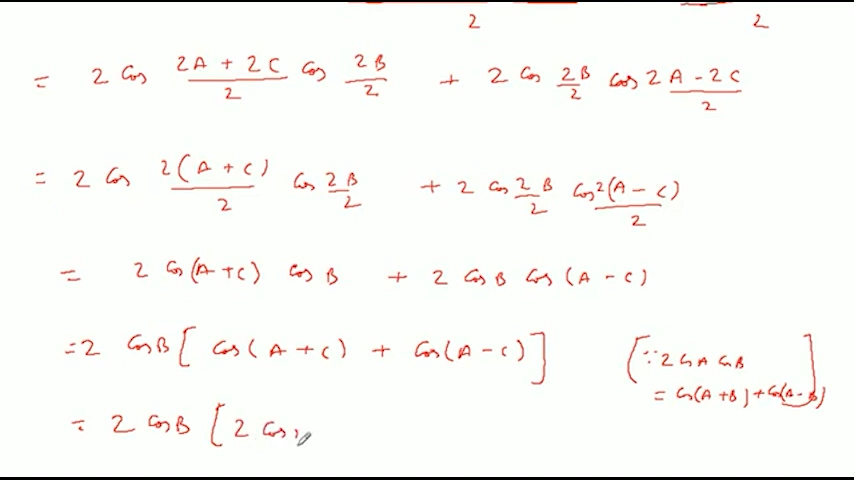 2 2
= 2 Cos 2A + 2C/2 Cos 2B/2 + 2 Cos 2B/2 Cos 2A - 2C/2
= 2 Cos 2(A + C)/2 Cos 2B/2 + 2 Cos 2B/2 Cos 2(A - C)/2
= 2 Cos(A+C) Cos B + 2 Cos B Cos (A - C)
= 2 Cos B [ Cos ( A + C ) + Cos (A - C) ]
(∵ 2 Cos A Cos B
= Cos(A + B) + Cos(A - B)
= 2 Cos B [ 2 Cos